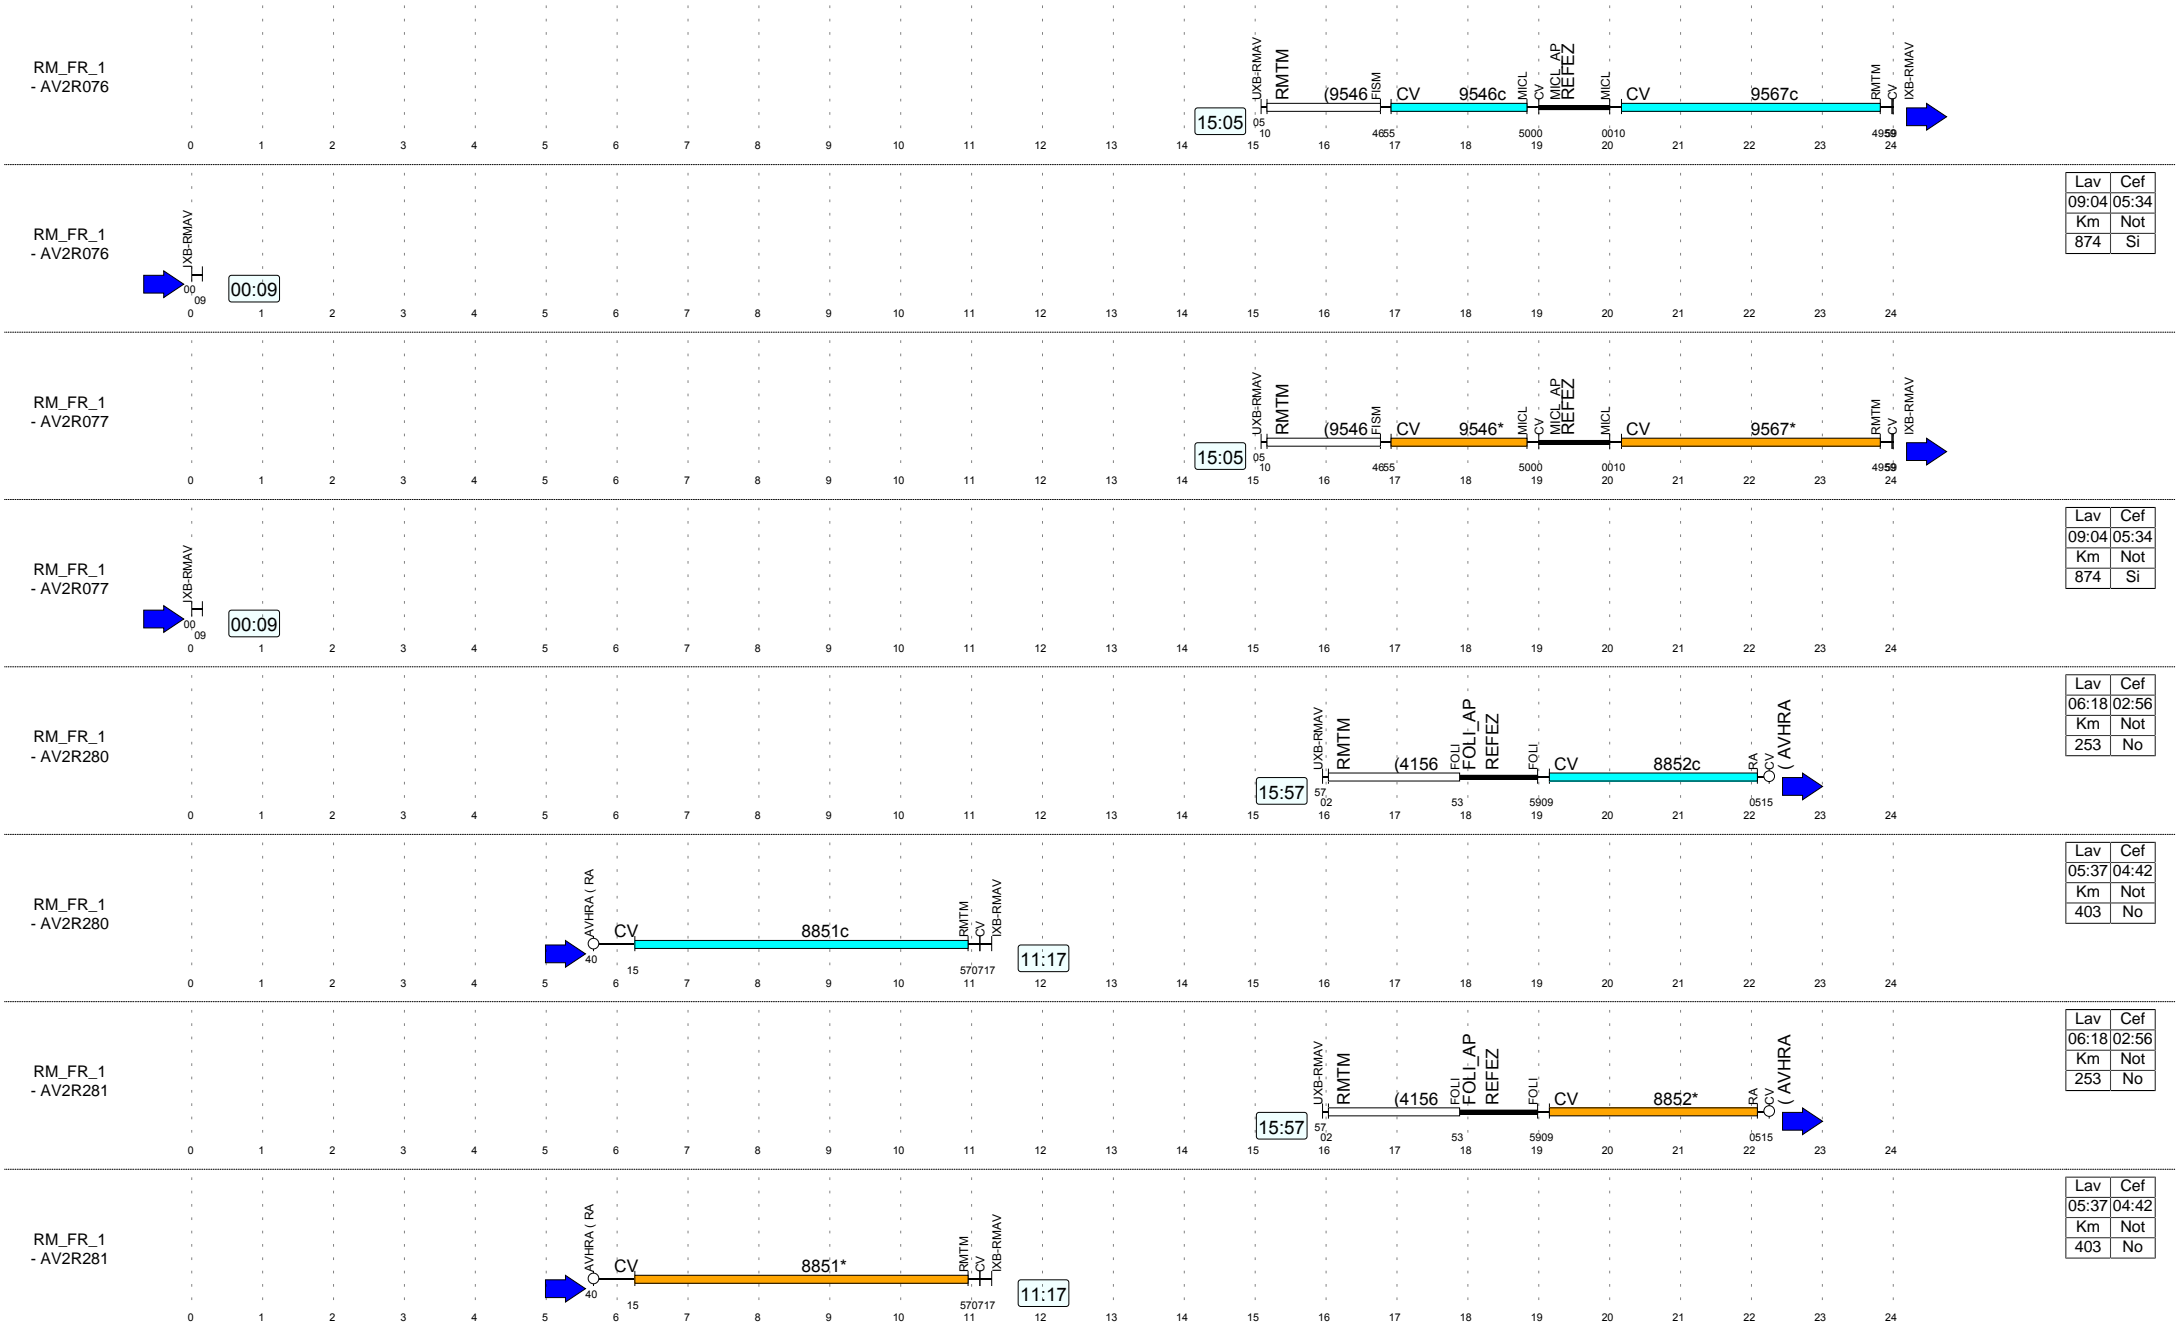 UXB-RMAV RMTM (9546 FISM CV 9546c MICL CV MICL_AP REFEZ MICL CV 9567c RMTM CV IXB-RMAV
RM_FR_1
- AV2R076
15:05 05 10 4655 5000 0010 4959
0 1 2 3 4 5 6 7 8 9 10 11 12 13 14 15 16 17 18 19 20 21 22 23 24
Lav Cef
09:04 05:34
Km Not
874 Si
IXB-RMAV
RM_FR_1
- AV2R076
00 09 00:09
0 1 2 3 4 5 6 7 8 9 10 11 12 13 14 15 16 17 18 19 20 21 22 23 24
UXB-RMAV RMTM (9546 FISM CV 9546* MICL CV MICL_AP REFEZ MICL CV 9567* RMTM CV IXB-RMAV
RM_FR_1
- AV2R077
15:05 05 10 4655 5000 0010 4959
0 1 2 3 4 5 6 7 8 9 10 11 12 13 14 15 16 17 18 19 20 21 22 23 24
Lav Cef
09:04 05:34
Km Not
874 Si
IXB-RMAV
RM_FR_1
- AV2R077
00 09 00:09
0 1 2 3 4 5 6 7 8 9 10 11 12 13 14 15 16 17 18 19 20 21 22 23 24
Lav Cef
06:18 02:56
Km Not
253 No
UXB-RMAV RMTM (4156 FOLI FOLI_AP REFEZ FOLI CV 8852c RA CV ( AVHRA
RM_FR_1
- AV2R280
15:57 57 02 53 5909 0515
0 1 2 3 4 5 6 7 8 9 10 11 12 13 14 15 16 17 18 19 20 21 22 23 24
Lav Cef
05:37 04:42
Km Not
403 No
AVHRA ( RA CV 8851c RMTM CV IXB-RMAV
RM_FR_1
- AV2R280
40 15 570717 11:17
0 1 2 3 4 5 6 7 8 9 10 11 12 13 14 15 16 17 18 19 20 21 22 23 24
Lav Cef
06:18 02:56
Km Not
253 No
UXB-RMAV RMTM (4156 FOLI FOLI_AP REFEZ FOLI CV 8852* RA CV ( AVHRA
RM_FR_1
- AV2R281
15:57 57 02 53 5909 0515
0 1 2 3 4 5 6 7 8 9 10 11 12 13 14 15 16 17 18 19 20 21 22 23 24
Lav Cef
05:37 04:42
Km Not
403 No
AVHRA ( RA CV 8851* RMTM CV IXB-RMAV
RM_FR_1
- AV2R281
40 15 570717 11:17
0 1 2 3 4 5 6 7 8 9 10 11 12 13 14 15 16 17 18 19 20 21 22 23 24